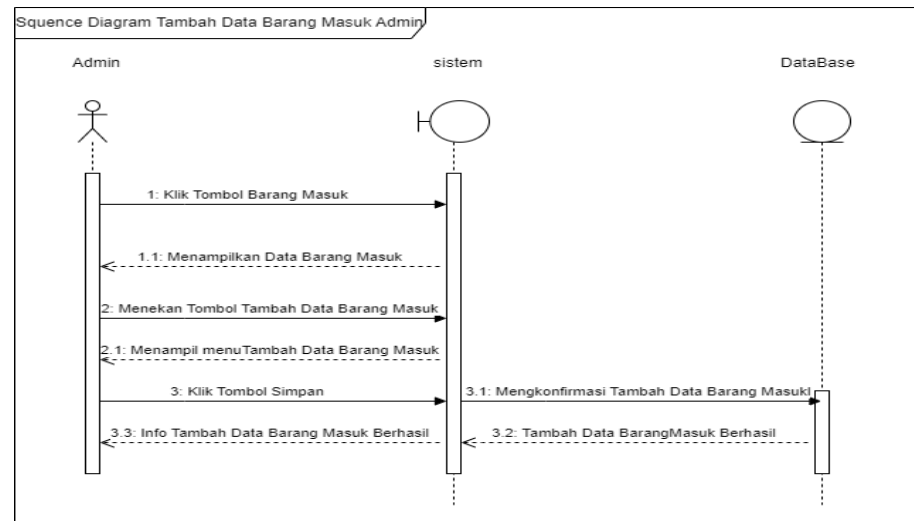 Squence Diagram Tambah Data Barang Masuk Admin
Admin
sistem
DataBase
1: Klik Tombol Barang Masuk
1.1: Menampilkan Data Barang Masuk
2: Menekan Tombol Tambah Data Barang Masuk
2.1: Menampil menuTambah Data Barang Masuk
3: Klik Tombol Simpan
3.1: Mengkonfirmasi Tambah Data Barang Masukl
3.3: Info Tambah Data Barang Masuk Berhasil
3.2: Tambah Data BarangMasuk Berhasil